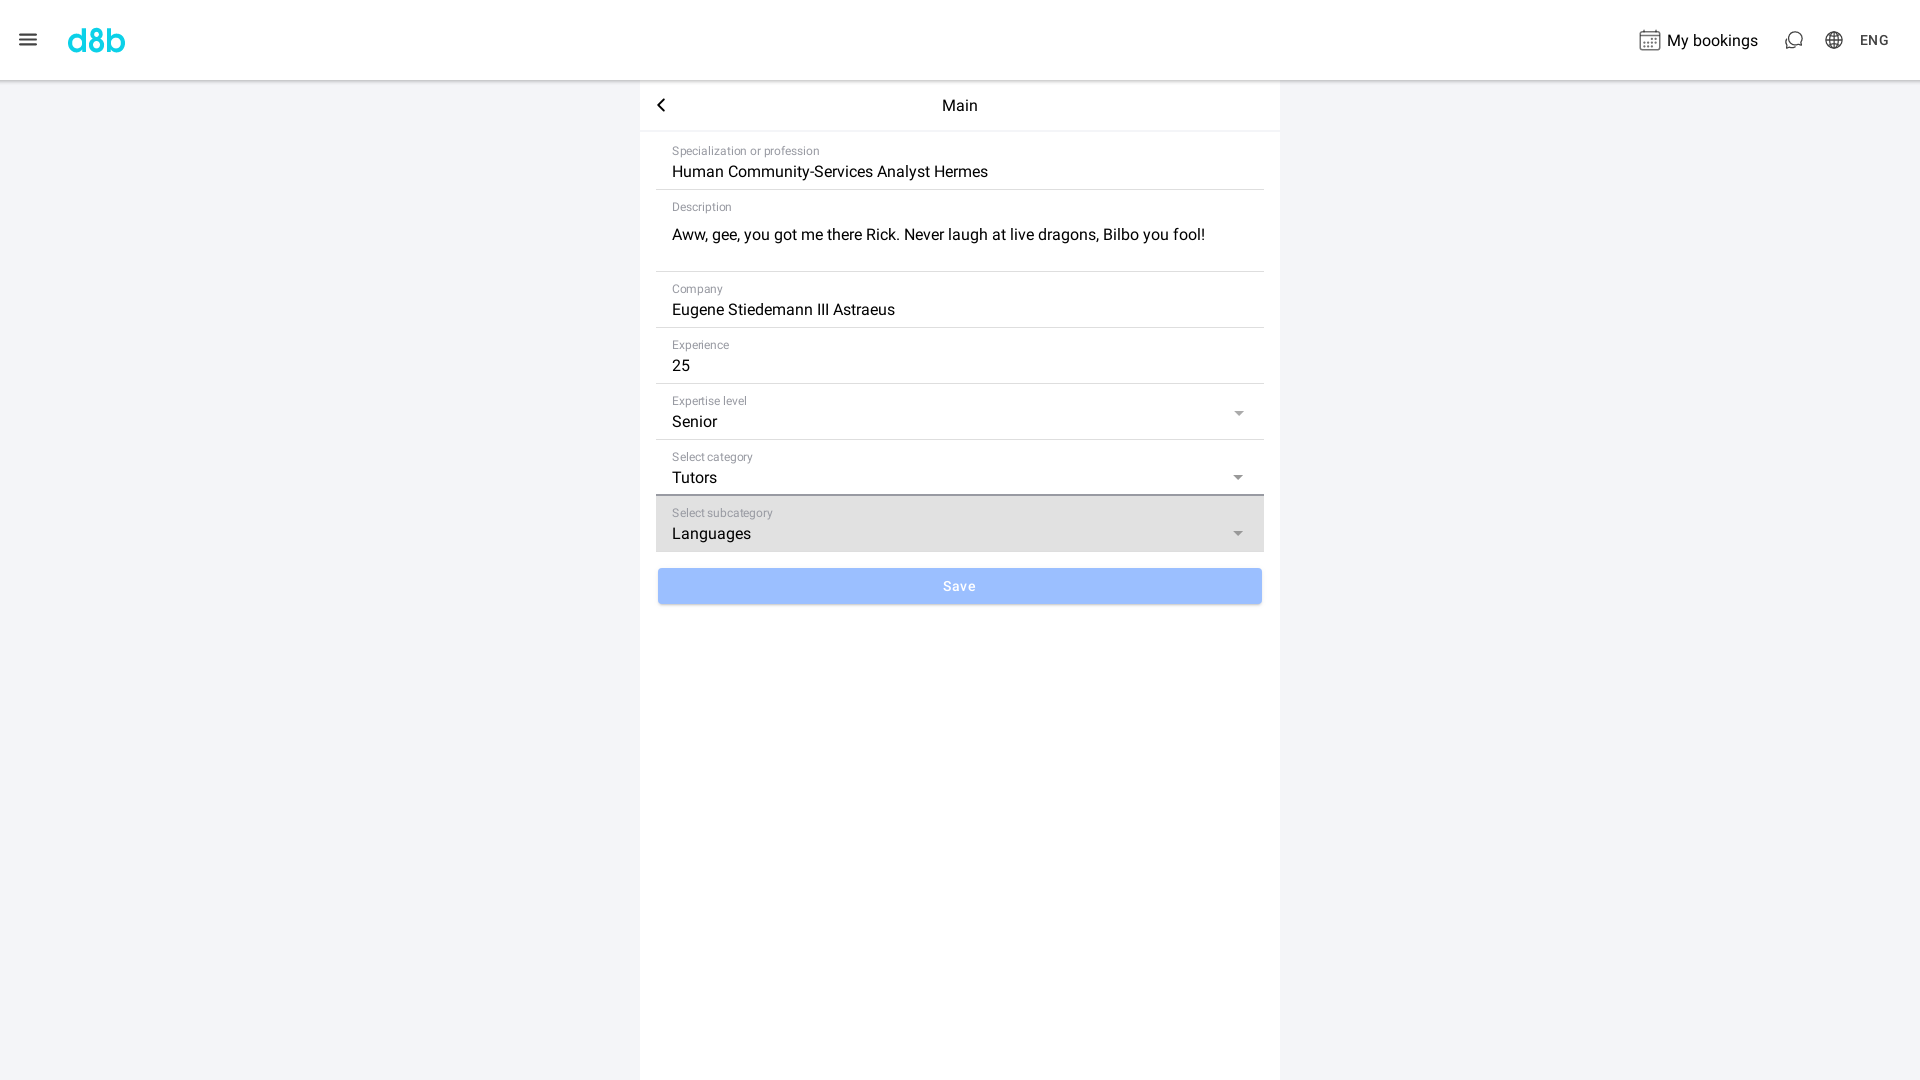 d8b
My bookings
ENG
Main
Specialization or profession
Human Community-Services Analyst Hermes
Description
Aww, gee, you got me there Rick. Never laugh at live dragons, Bilbo you fool!
Company
Eugene Stiedemann III Astraeus
Experience
25
Expertise level
Senior
Select category
Tutors
Select subcategory
Languages
Save